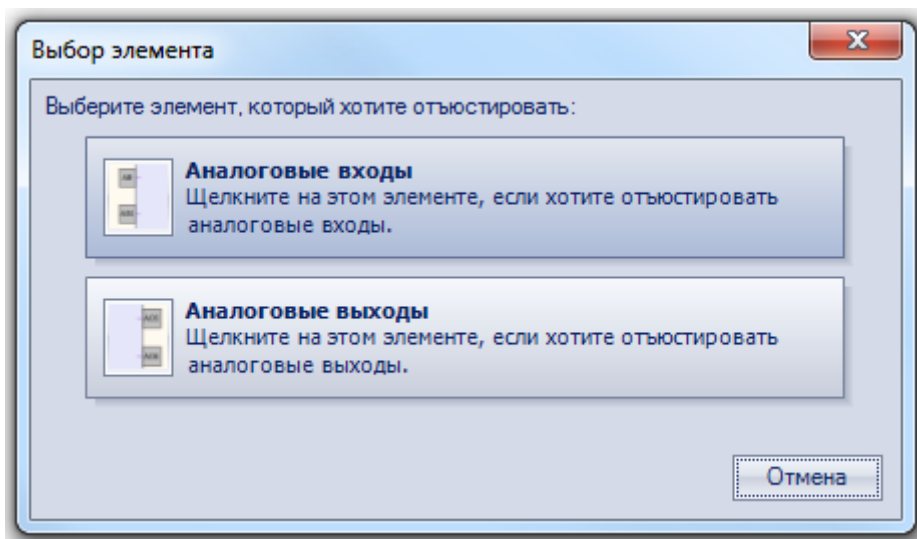 Выбор элемента
Выберите элемент, который хотите отъюстировать:
Аналоговые входы
Щелкните на этом элементе, если хотите отъюстировать
аналоговые входы.
Аналоговые выходы
Щелкните на этом элементе, если хотите отъюстировать
аналоговые выходы.
Отмена